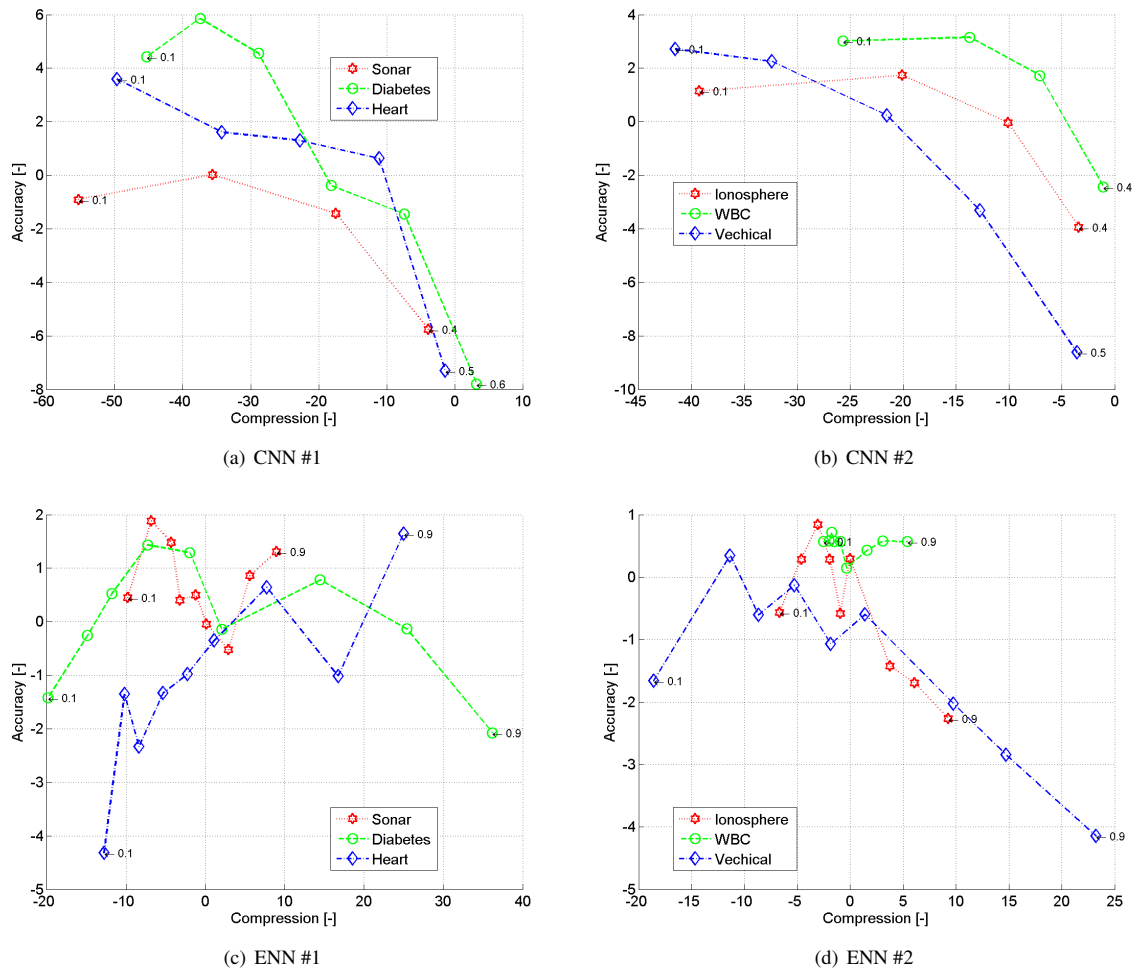 6
4
2
0
-2
-4
-6
-8
Accuracy [-]
-60 -50 -40 -30 -20 -10 0 10
Compression [-]
Sonar
Diabetes
Heart
0.1
0.1
0.1
0.4
0.5
0.6
(a) CNN #1
4
2
0
-2
-4
-6
-8
-10
Accuracy [-]
-45 -40 -35 -30 -25 -20 -15 -10 -5 0
Compression [-]
Ionosphere
WBC
Vechical
0.1
0.1
0.1
0.4
0.4
0.5
(b) CNN #2
2
1
0
-1
-2
-3
-4
-5
Accuracy [-]
-20 -10 0 10 20 30 40
Compression [-]
Sonar
Diabetes
Heart
0.1
0.1
0.1
0.9
0.9
0.9
(c) ENN #1
1
0
-1
-2
-3
-4
-5
Accuracy [-]
-20 -15 -10 -5 0 5 10 15 20 25
Compression [-]
Ionosphere
WBC
Vechical
0.1
0.1
0.1
0.9
0.9
0.9
(d) ENN #2